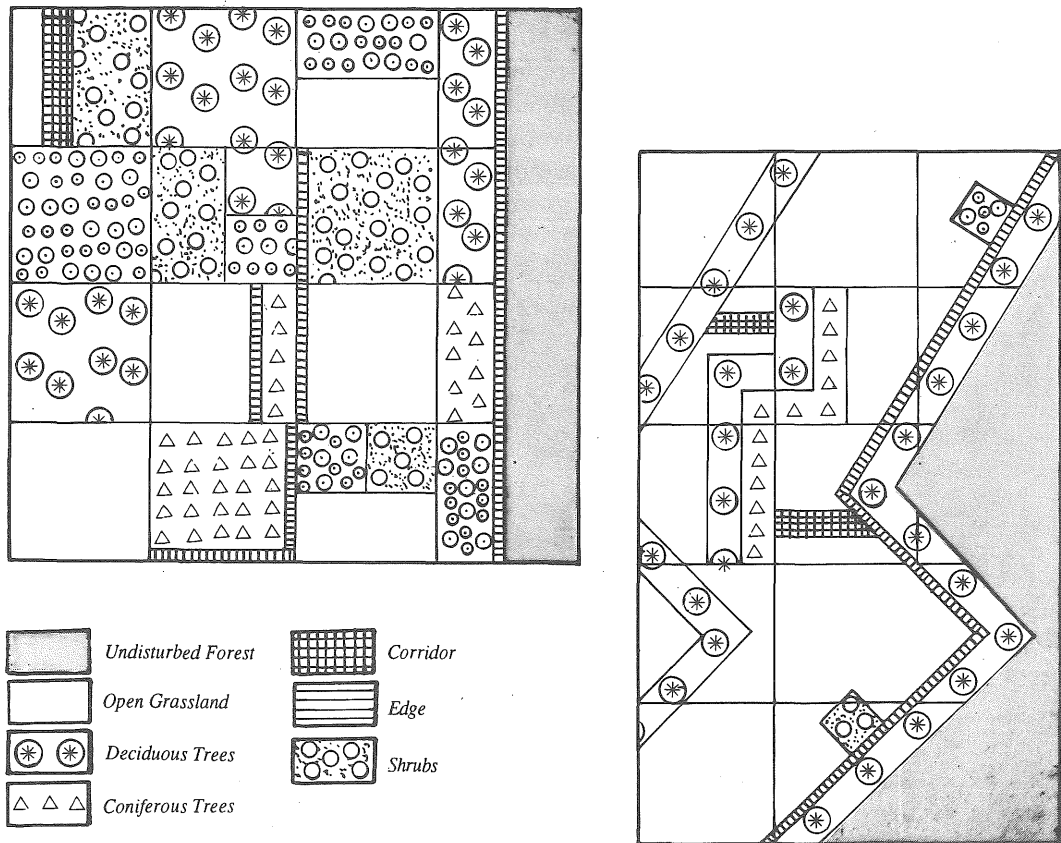 Undisturbed Forest
Open Grassland
Deciduous Trees
Coniferous Trees
Corridor
Edge
Shrubs